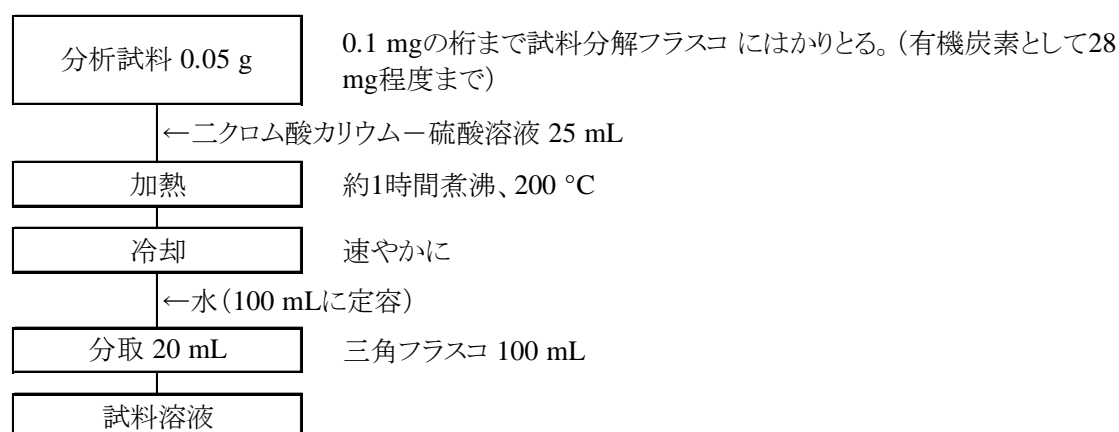 分析試料 0.05 g
0.1 mgの桁まで試料分解フラスコ にはかりとる。（有機炭素として28
mg程度まで）
←二クロム酸カリウム－硫酸溶液 25 mL
加熱
約1時間煮沸、200 °C
冷却
速やかに
←水（100 mLに定容）
分取 20 mL
三角フラスコ 100 mL
試料溶液